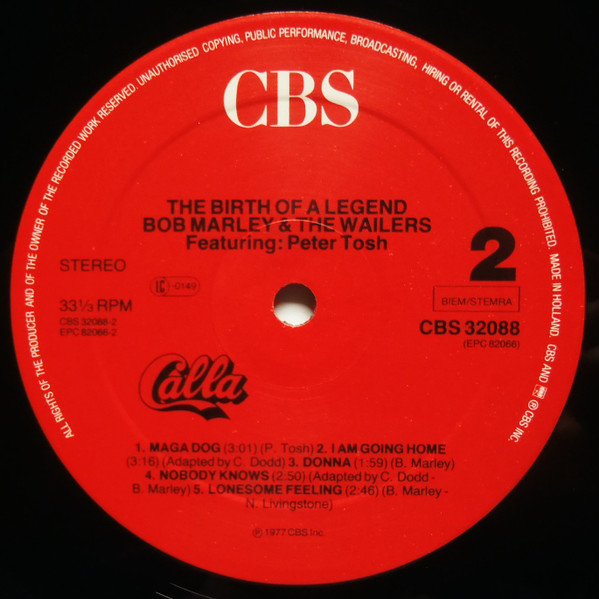 ALL RIGHTS OF THE PRODUCER AND OF THE OWNER OF THE RECORDED WORK RESERVED. UNAUTHORISED COPYING, PUBLIC PERFORMANCE, BROADCASTING, HIRING OR RENTAL OF THIS RECORDING PROHIBITED. MADE IN HOLLAND. CBS AND ℗ CBS INC.
CBS
THE BIRTH OF A LEGEND
BOB MARLEY & THE WAILERS
Featuring: Peter Tosh
STEREO
2
LC -0149
33⅓ RPM
BIEM/STEMRA
CBS 32088-2
EPC 82066-2
CBS 32088
(EPC 82066)
Calla
1. MAGA DOG (3:01) (P. Tosh) 2. I AM GOING HOME
(3:16) (Adapted by C. Dodd) 3. DONNA (1:59) (B. Marley)
4. NOBODY KNOWS (2:50) (Adapted by C. Dodd -
B. Marley) 5. LONESOME FEELING (2:46) (B. Marley -
N. Livingstone)
℗ 1977 CBS Inc.